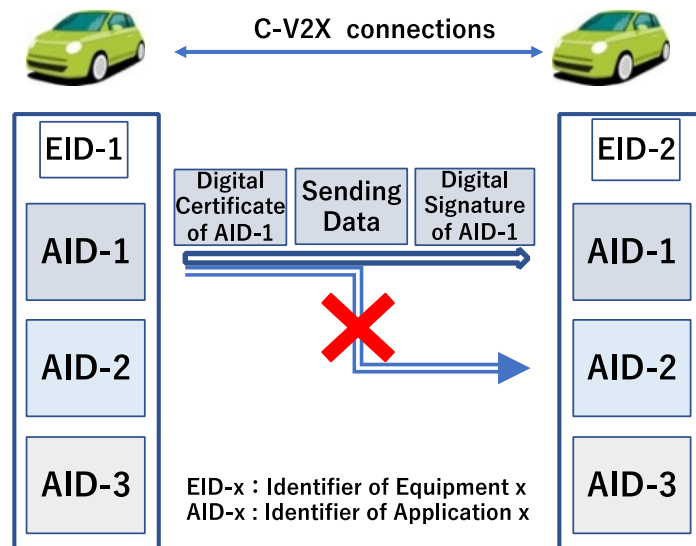 C-V2X connections
EID-1
EID-2
Digital
Certificate
of AID-1
Sending
Data
Digital
Signature
of AID-1
AID-1
AID-1
AID-2
AID-2
AID-3
AID-3
EID-x : Identifier of Equipment x
AID-x : Identifier of Application x